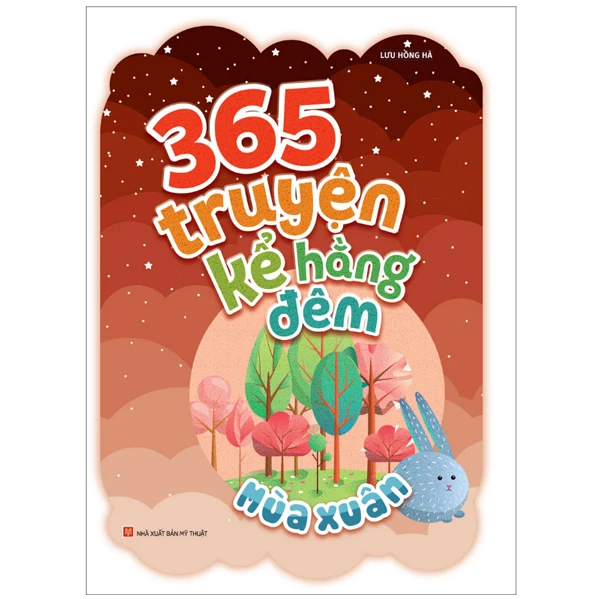 LƯU HỒNG HÀ
365
truyện
kể hằng
đêm
Mùa xuân
NHÀ XUẤT BẢN MỸ THUẬT